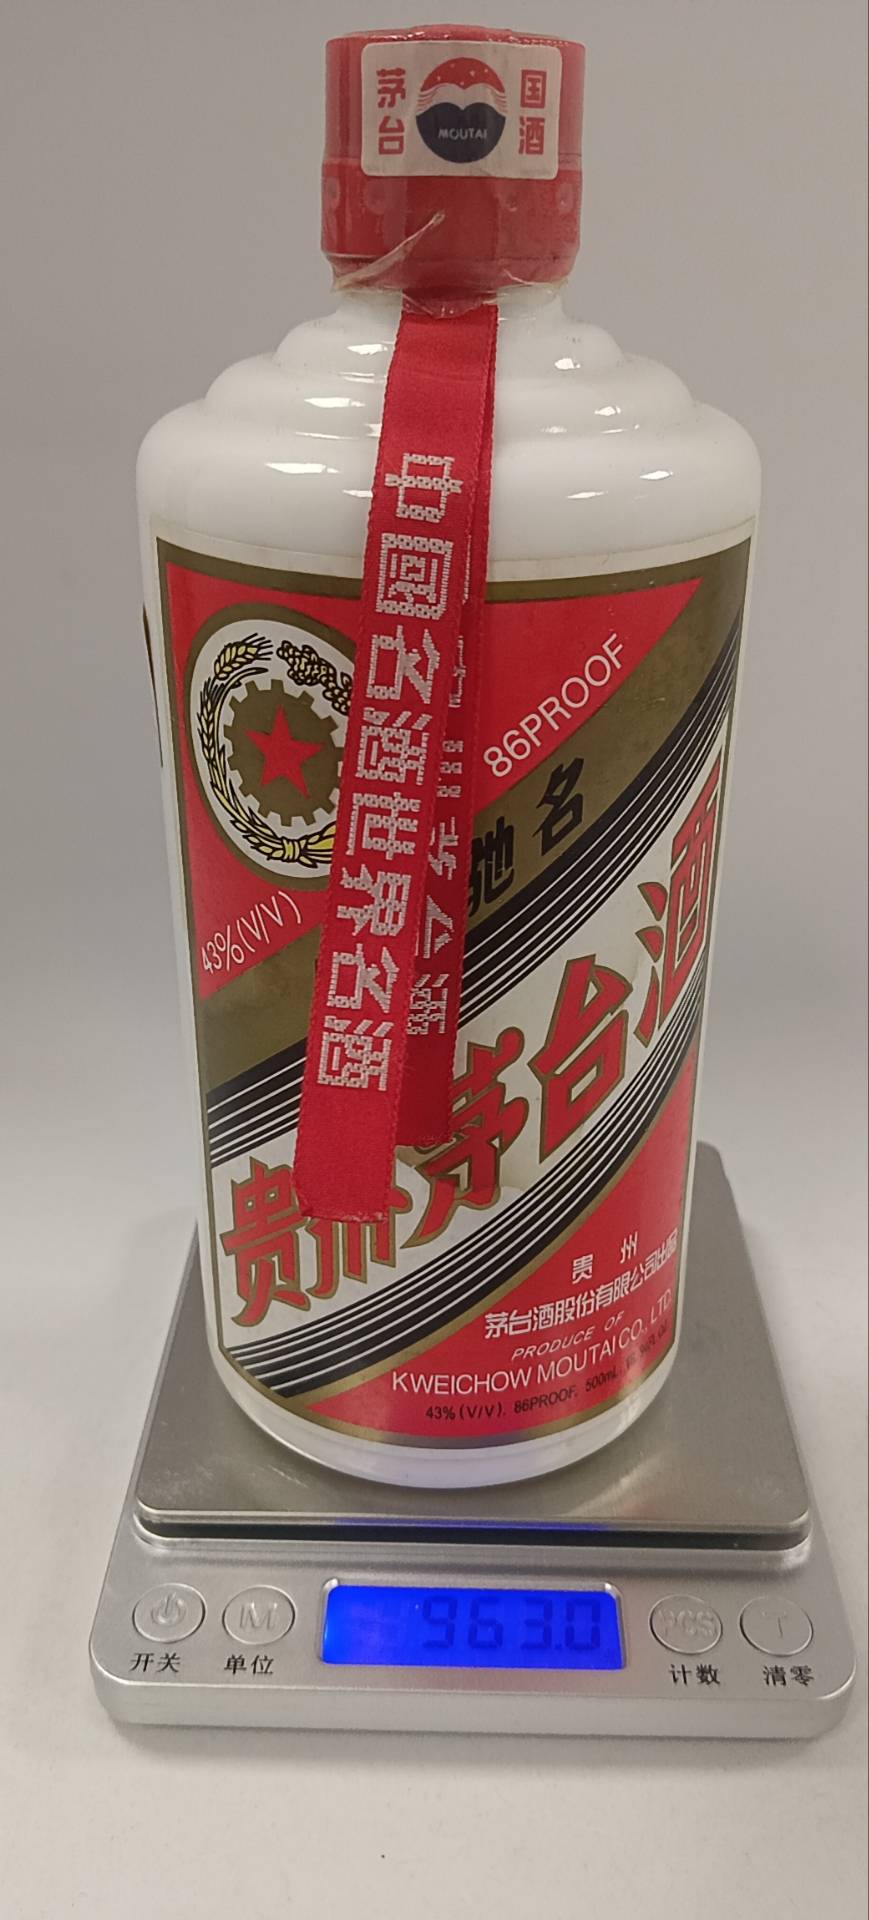 国酒
茅台
MOUTAI
中國名酒世界名酒
86PROOF
驰名
43%(V/V)
贵州茅台酒
贵州
茅台酒股份有限公司出品
PRODUCE OF
KWEICHOW MOUTAI CO., LTD.
43%(V/V). 86PROOF. 500mL.
963.0
M
PCS
T
开关
单位
计数
清零